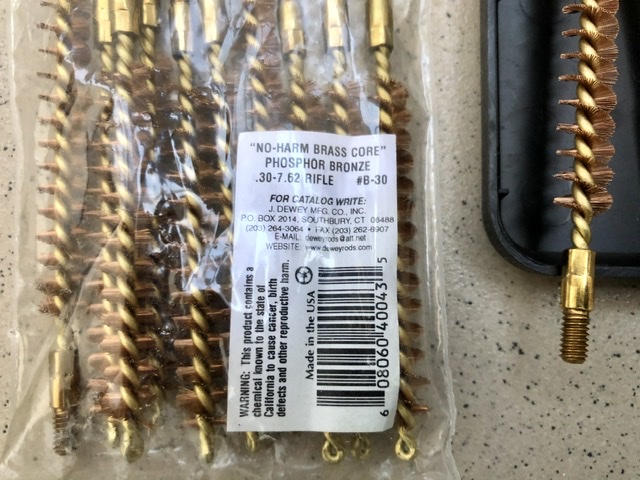 "NO-HARM BRASS CORE"
PHOSPHOR BRONZE
.30-7.62 RIFLE #B-30
FOR CATALOG WRITE:
J. DEWEY MFG. CO., INC.
P.O. BOX 2014, SOUTHBURY, CT 06488
(203) 264-3064 • FAX (203) 262-6907
E-MAIL: deweyrods@att.net
WEBSITE: www.deweyrods.com
WARNING: This product contains a
chemical known to the state of
California to cause cancer, birth
defects and other reproductive harm.
Made in the USA
6 08060 40043 5